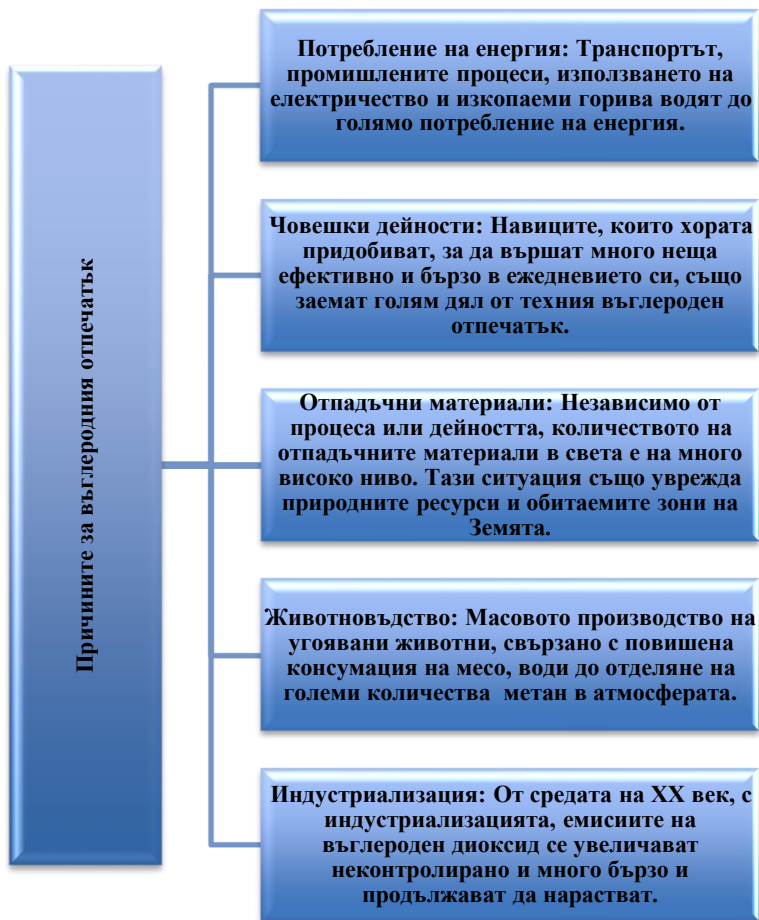 Причините за въглеродния отпечатък
Потребление на енергия: Транспортът,
промишлените процеси, използването на
електричество и изкопаеми горива водят до
голямо потребление на енергия.
Човешки дейности: Навиците, които хората
придобиват, за да вършат много неща
ефективно и бързо в ежедневието си, също
заемат голям дял от техния въглероден
отпечатък.
Отпадъчни материали: Независимо от
процеса или дейността, количеството на
отпадъчните материали в света е на много
високо ниво. Тази ситуация също уврежда
природните ресурси и обитаемите зони на
Земята.
Животновъдство: Масовото производство на
угоявани животни, свързано с повишена
консумация на месо, води до отделяне на
големи количества  метан в атмосферата.
Индустриализация: От средата на XX век, с
индустриализацията, емисиите на
въглероден диоксид се увеличават
неконтролирано и много бързо и
продължават да нарастват.